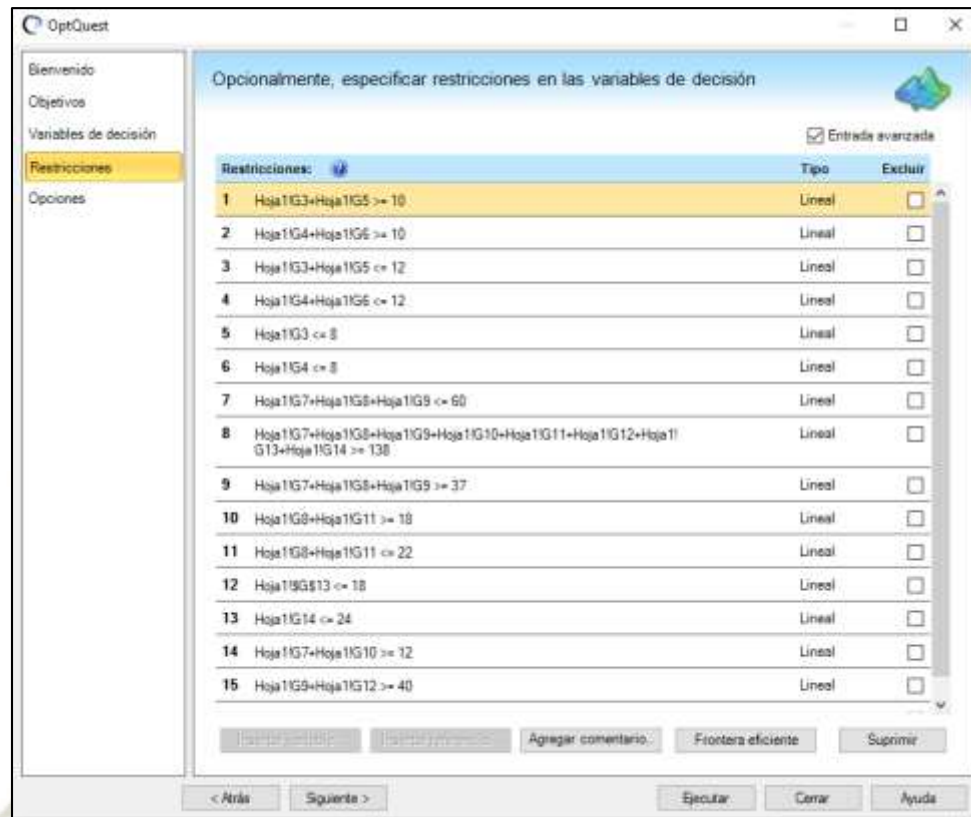 OptQuest
Bienvenido
Objetivos
Variables de decisión
Restricciones
Opciones
Opcionalmente, especificar restricciones en las variables de decisión
Entrada avanzada
Restricciones: Tipo Excluir
1 Hoja1!G3+Hoja1!G5 >= 10 Lineal
2 Hoja1!G4+Hoja1!G6 >= 10 Lineal
3 Hoja1!G3+Hoja1!G5 <= 12 Lineal
4 Hoja1!G4+Hoja1!G6 <= 12 Lineal
5 Hoja1!G3 <= 8 Lineal
6 Hoja1!G4 <= 8 Lineal
7 Hoja1!G7+Hoja1!G8+Hoja1!G9 <= 60 Lineal
8 Hoja1!G7+Hoja1!G8+Hoja1!G9+Hoja1!G10+Hoja1!G11+Hoja1!G12+Hoja1! Lineal
G13+Hoja1!G14 >= 138
9 Hoja1!G7+Hoja1!G8+Hoja1!G9 >= 37 Lineal
10 Hoja1!G8+Hoja1!G11 >= 18 Lineal
11 Hoja1!G8+Hoja1!G11 <= 22 Lineal
12 Hoja1!$G$13 <= 18 Lineal
13 Hoja1!G14 <= 24 Lineal
14 Hoja1!G7+Hoja1!G10 >= 12 Lineal
15 Hoja1!G9+Hoja1!G12 >= 40 Lineal
Agregar comentario... Frontera eficiente Suprimir
< Atrás Siguiente > Ejecutar Cerrar Ayuda